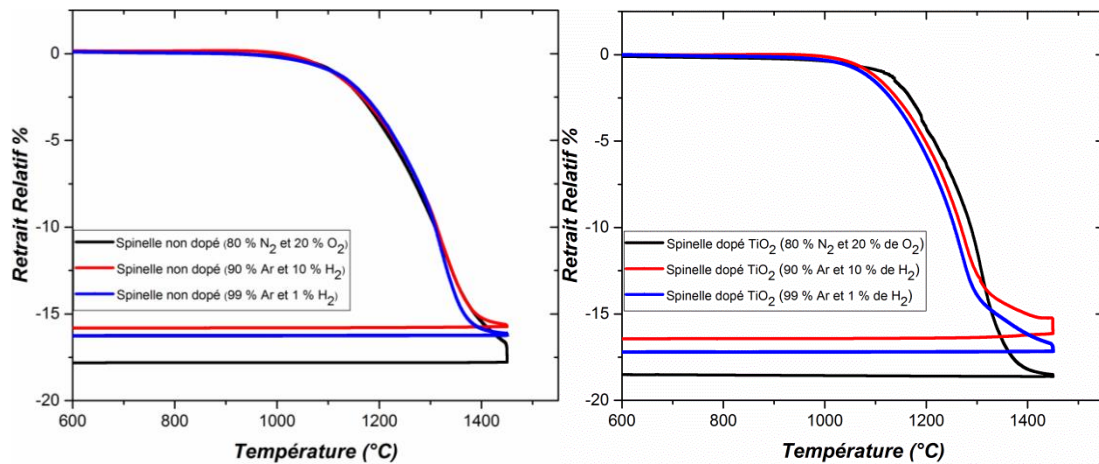 0
-5
-10
-15
-20
Retrait Relatif %
Spinelle non dopé (80 % N₂ et 20 % O₂)
Spinelle non dopé (90 % Ar et 10 % H₂)
Spinelle non dopé (99 % Ar et 1 % H₂)
600 800 1000 1200 1400
Température (°C)
0
-5
-10
-15
-20
Retrait Relatif %
Spinelle dopé TiO₂ (80 % N₂ et 20 % de O₂)
Spinelle dopé TiO₂ (90 % Ar et 10 % de H₂)
Spinelle dopé TiO₂ (99 % Ar et 1 % de H₂)
600 800 1000 1200 1400
Température (°C)